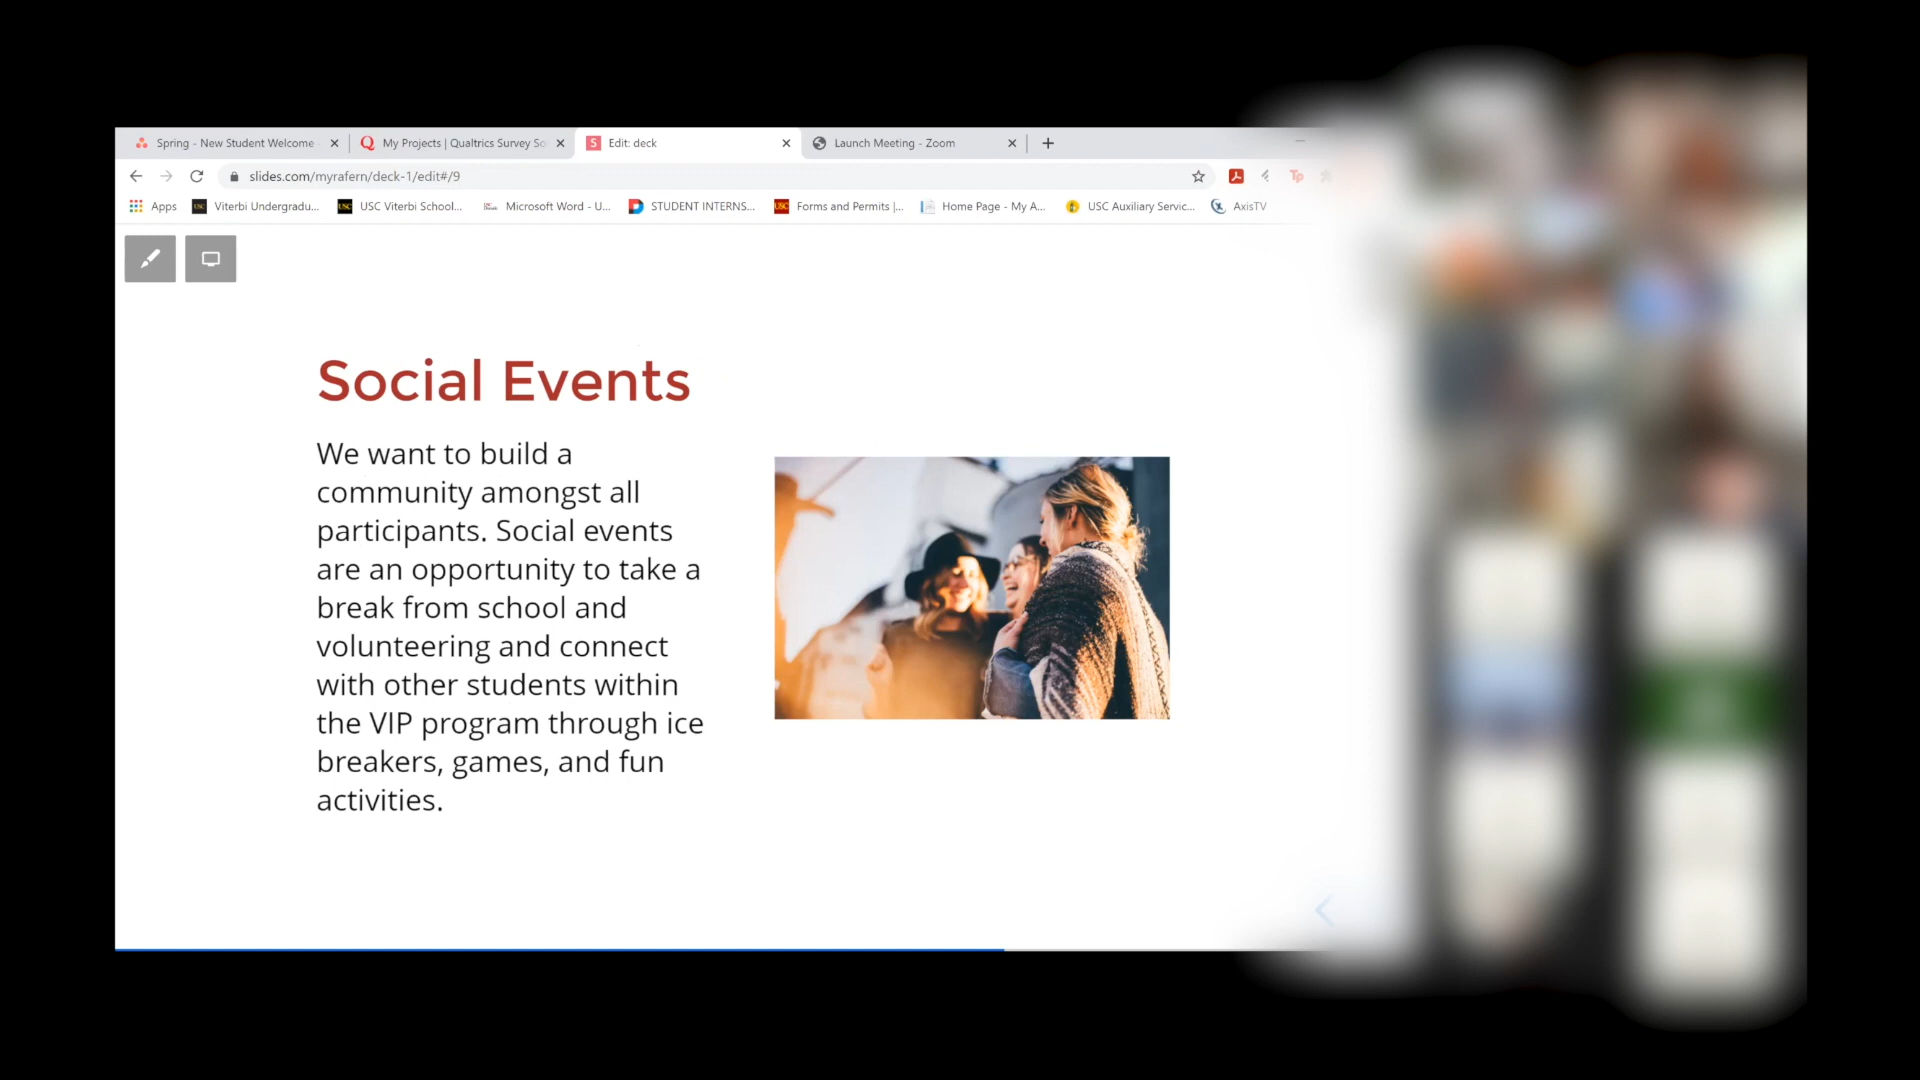 Spring - New Student Welcome
My Projects | Qualtrics Survey So
Edit: deck
Launch Meeting - Zoom
slides.com/myrafern/deck-1/edit#/9
Apps
Viterbi Undergradu...
USC Viterbi School...
Microsoft Word - U...
STUDENT INTERNS...
Forms and Permits |...
Home Page - My A...
USC Auxiliary Servic...
AxisTV
Social Events
We want to build a
community amongst all
participants. Social events
are an opportunity to take a
break from school and
volunteering and connect
with other students within
the VIP program through ice
breakers, games, and fun
activities.